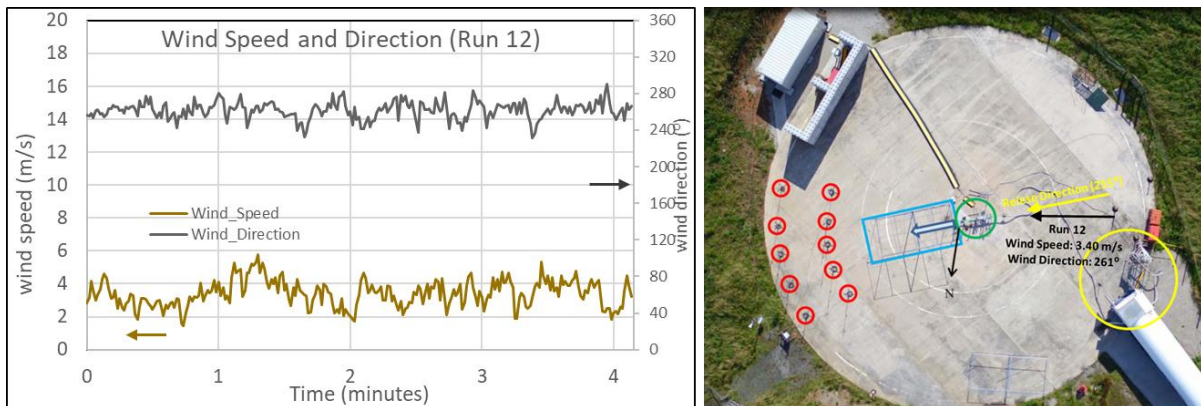 Wind Speed and Direction (Run 12)
wind speed (m/s)
20
18
16
14
12
10
8
6
4
2
0
360
320
280
240
200
160
120
80
40
0
wind direction (º)
Wind_Speed
Wind_Direction
0
1
2
3
4
Time (minutes)
Run 12
Wind Speed: 3.40 m/s
Wind Direction: 261º
N